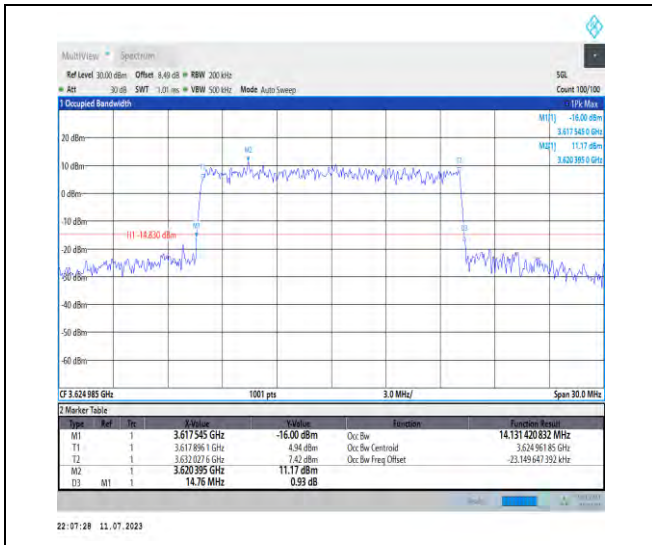 MultiView Spectrum
Ref Level 30.00 dBm Offset 8.49 dB RBW 200 kHz SGL
Att 30 dB SWT 1.01 ms VBW 500 kHz Mode Auto Sweep Count 100/100
1 Occupied Bandwidth 1Pk Max
M1[1] -16.00 dBm
3.617 545 0 GHz
M2[1] 11.17 dBm
3.620 395 0 GHz
20 dBm
M2
10 dBm
0 dBm
-10 dBm
H1 -14.830 dBm
-20 dBm
-30 dBm
-40 dBm
-50 dBm
-60 dBm
CF 3.624 985 GHz 1001 pts 3.0 MHz/ Span 30.0 MHz
2 Marker Table
Type Ref Trc X-Value Y-Value Function Function Result
M1 1 3.617 545 GHz -16.00 dBm Occ Bw 14.131 420 832 MHz
T1 1 3.617 896 1 GHz 4.94 dBm Occ Bw Centroid 3.624 961 85 GHz
T2 1 3.632 027 6 GHz 7.42 dBm Occ Bw Freq Offset -23.149 647 392 kHz
M2 1 3.620 395 GHz 11.17 dBm
D3 M1 1 14.76 MHz 0.93 dB
22:07:28 11.07.2023